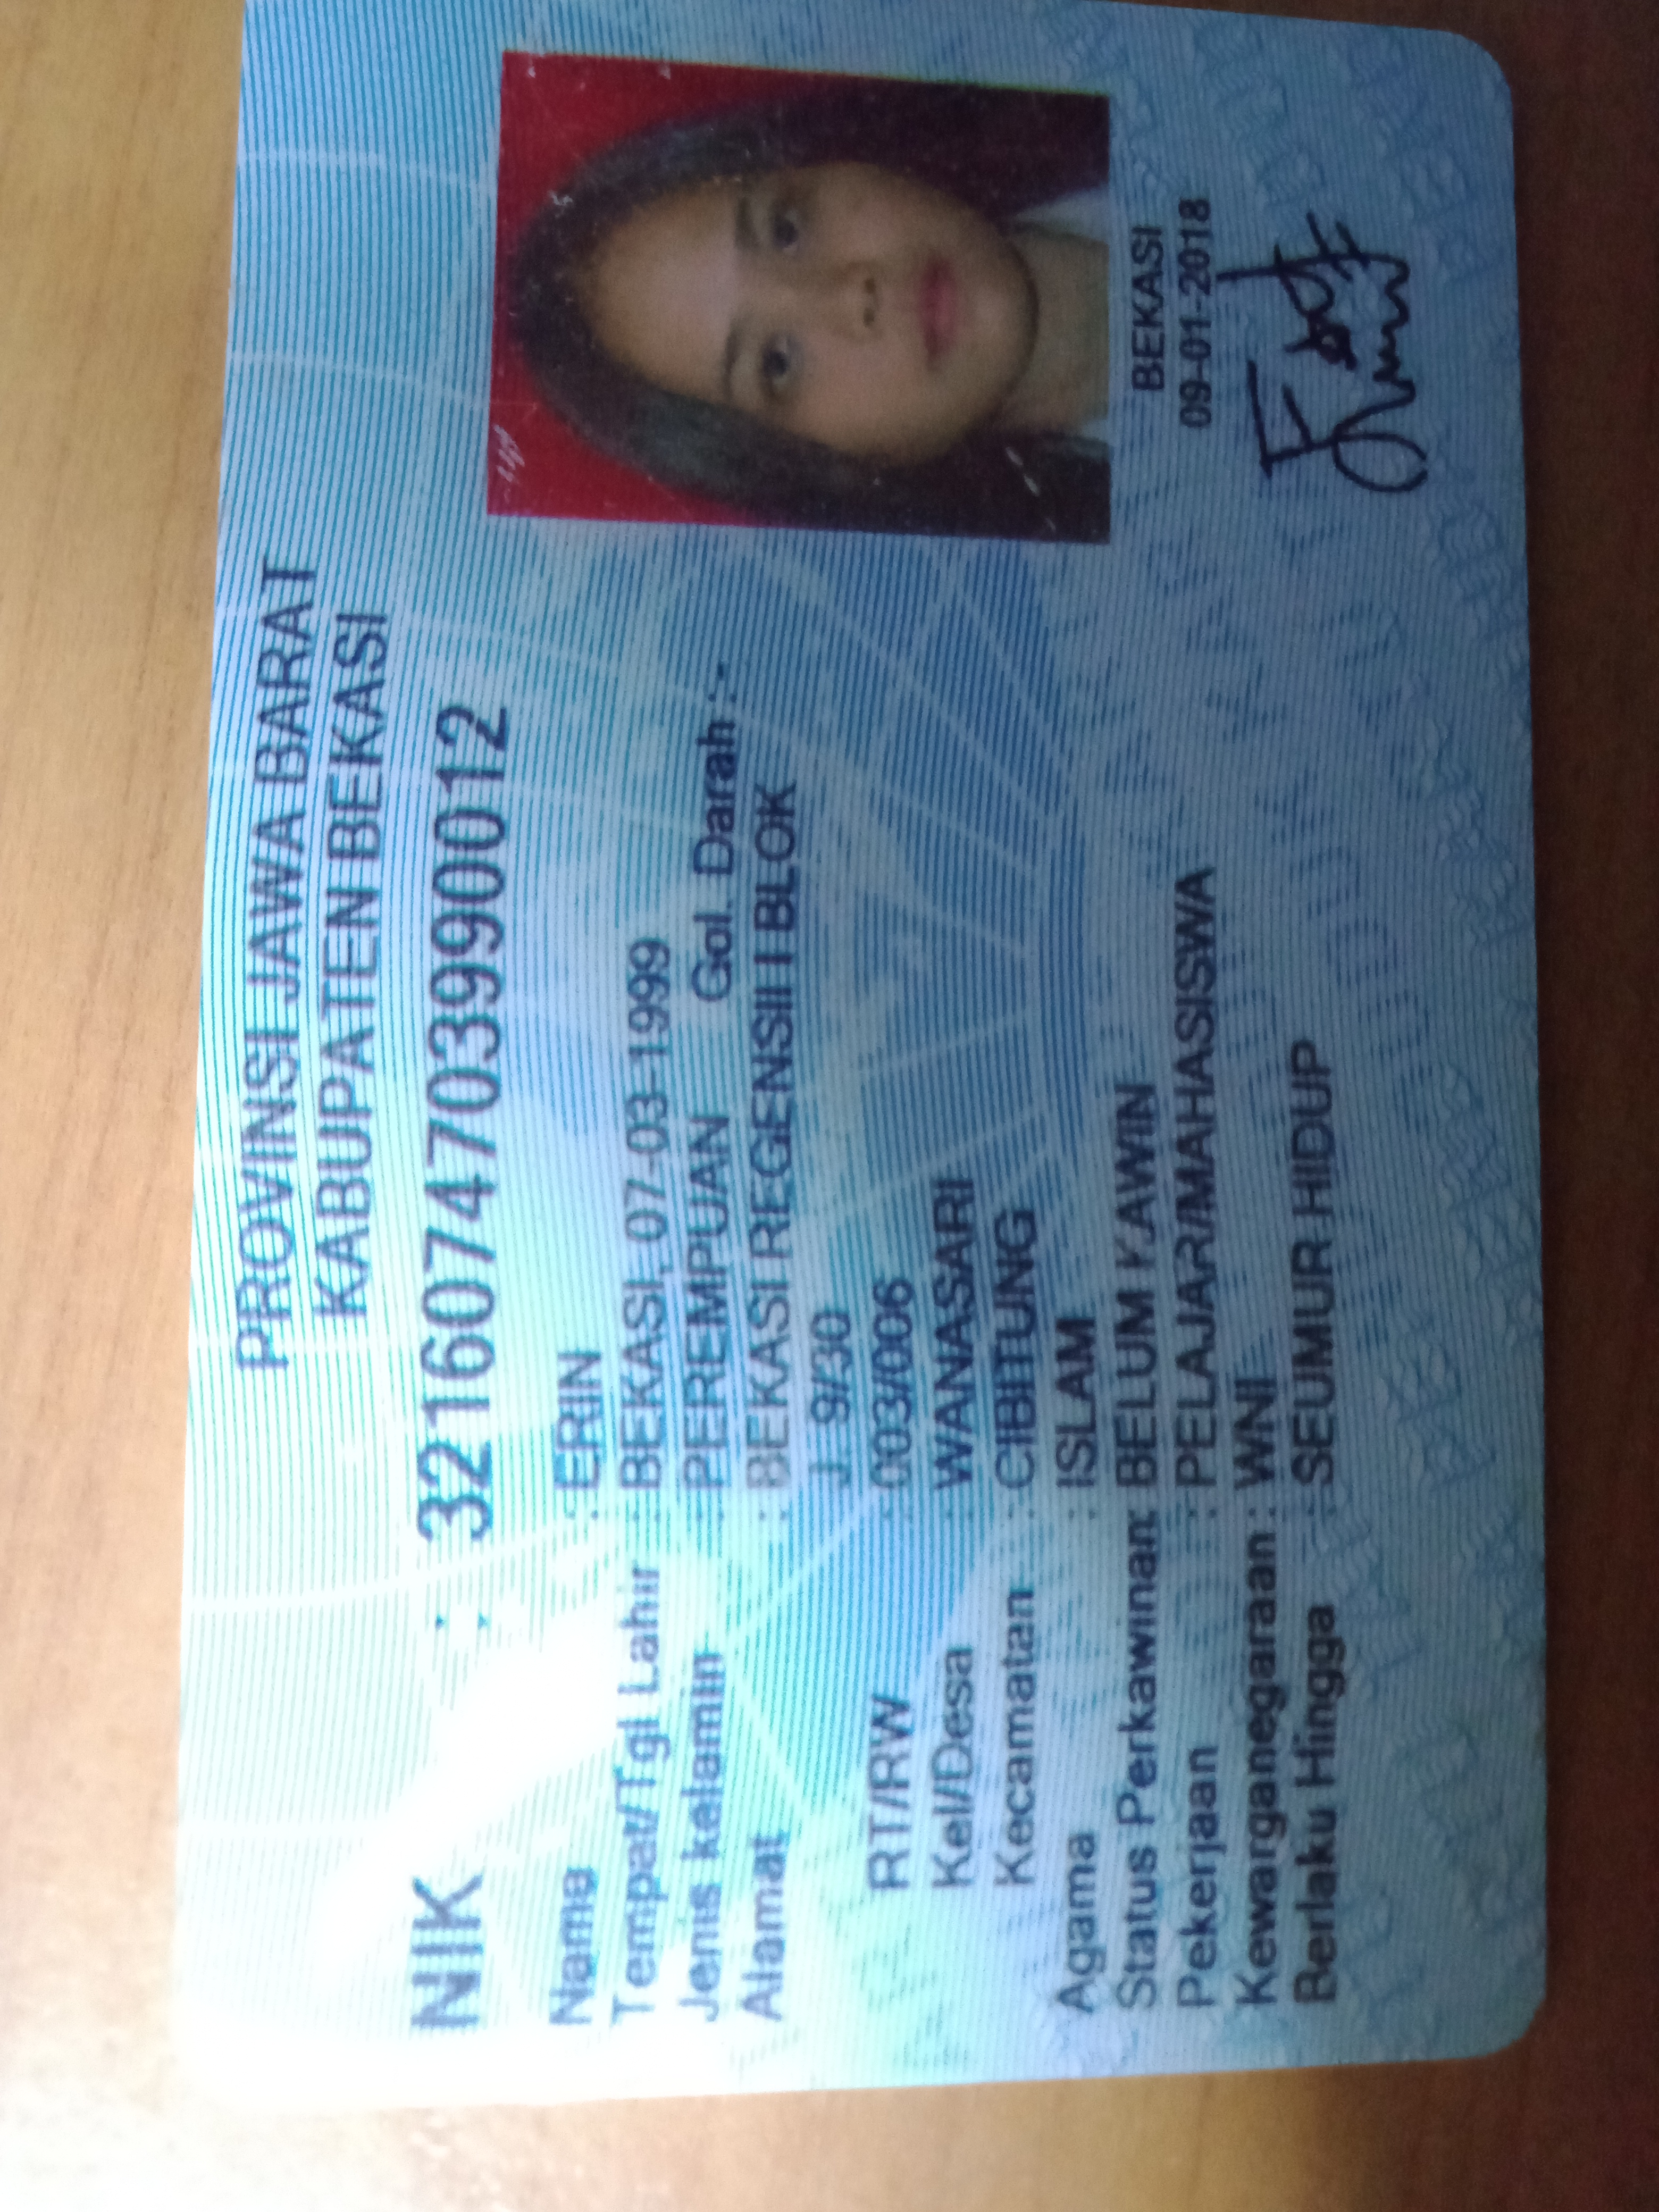 PROVINSI JAWA BARAT
KABUPATEN BEKASI
NIK : 3216074703990012
Nama : ERIN
Tempat/Tgl Lahir : BEKASI, 07-03-1999
Jenis kelamin : PEREMPUAN Gol. Darah : -
Alamat : BEKASI REGENSII I BLOK
J. 9/30
RT/RW : 003/006
Kel/Desa : WANASARI
Kecamatan : CIBITUNG
Agama : ISLAM
Status Perkawinan: BELUM KAWIN
Pekerjaan : PELAJAR/MAHASISWA
Kewarganegaraan : WNI
Berlaku Hingga : SEUMUR HIDUP
BEKASI
09-01-2018